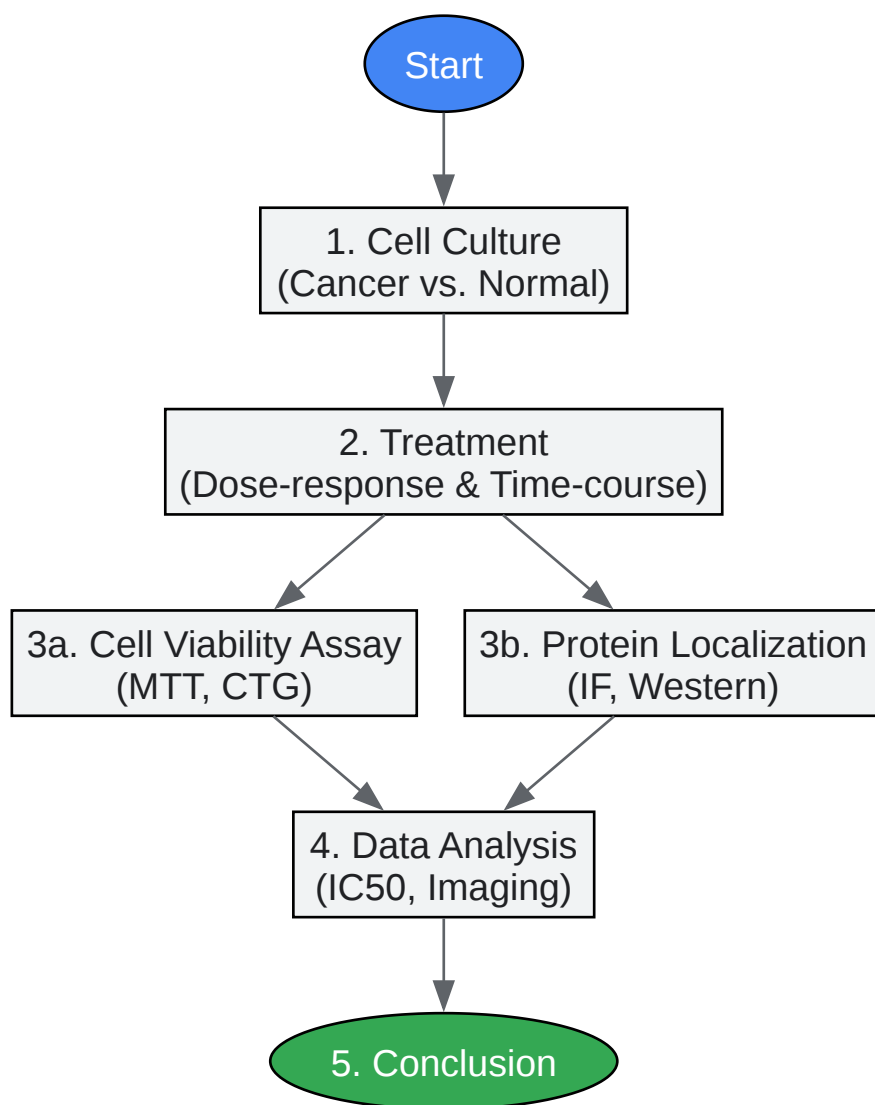 Start
1. Cell Culture
(Cancer vs. Normal)
2. Treatment
(Dose-response & Time-course)
3a. Cell Viability Assay
(MTT, CTG)
3b. Protein Localization
(IF, Western)
4. Data Analysis
(IC50, Imaging)
5. Conclusion